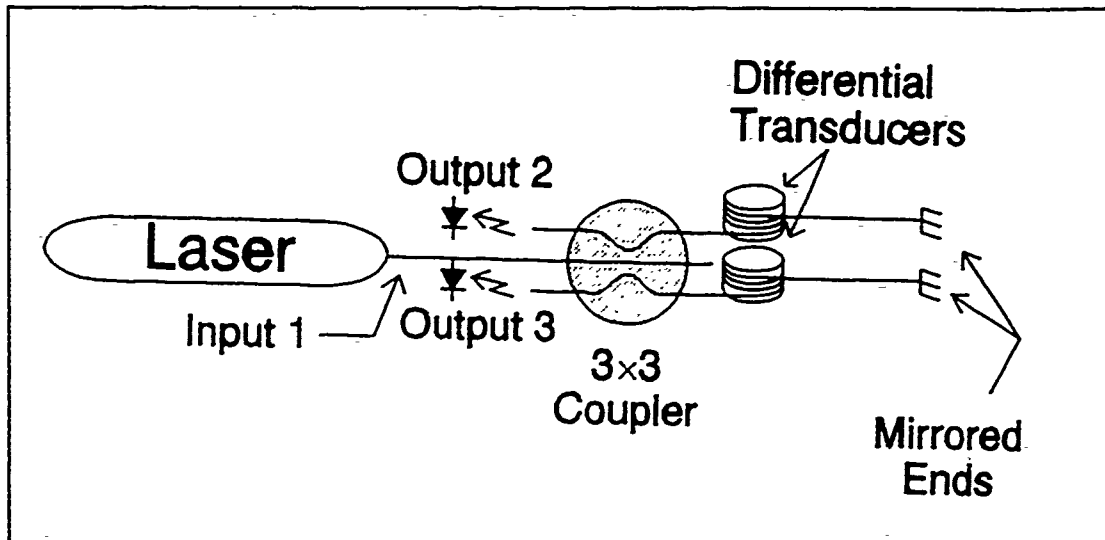 Differential
Transducers
Output 2
Laser
Input 1
Output 3
3×3
Coupler
Mirrored
Ends